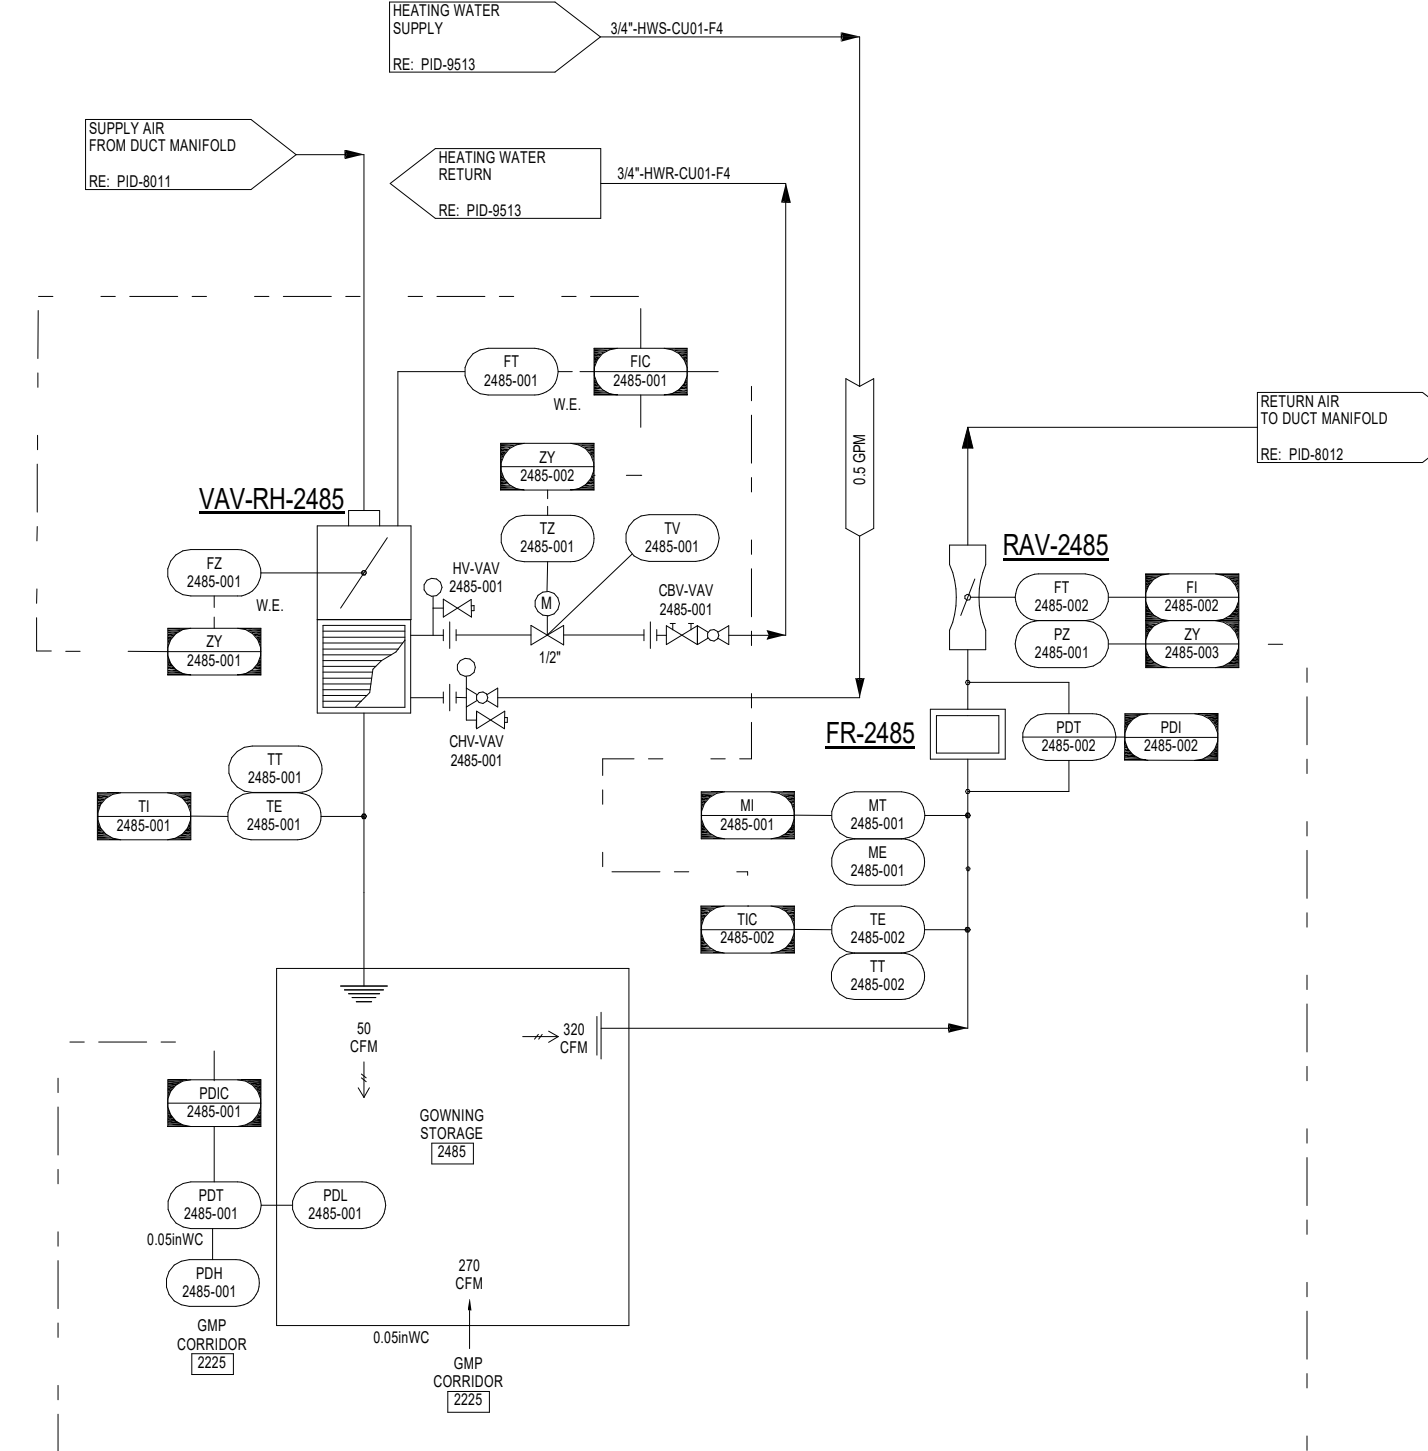 HEATING WATER
SUPPLY
RE: PID-9513
3/4"-HWS-CU01-F4
SUPPLY AIR
FROM DUCT MANIFOLD
RE: PID-8011
HEATING WATER
RETURN
RE: PID-9513
3/4"-HWR-CU01-F4
FT
2485-001
W.E.
FIC
2485-001
0.5 GPM
RETURN AIR
TO DUCT MANIFOLD
RE: PID-8012
ZY
2485-002
VAV-RH-2485
TZ
2485-001
TV
2485-001
FZ
2485-001
W.E.
ZY
2485-001
HV-VAV
2485-001
M
1/2"
CBV-VAV
2485-001
CHV-VAV
2485-001
RAV-2485
FT
2485-002
FI
2485-002
PZ
2485-001
ZY
2485-003
FR-2485
PDT
2485-002
PDI
2485-002
TT
2485-001
TI
2485-001
TE
2485-001
MI
2485-001
MT
2485-001
ME
2485-001
TIC
2485-002
TE
2485-002
TT
2485-002
50
CFM
320
CFM
PDIC
2485-001
GOWNING
STORAGE
2485
PDT
2485-001
PDL
2485-001
0.05inWC
PDH
2485-001
GMP
CORRIDOR
2225
270
CFM
0.05inWC
GMP
CORRIDOR
2225